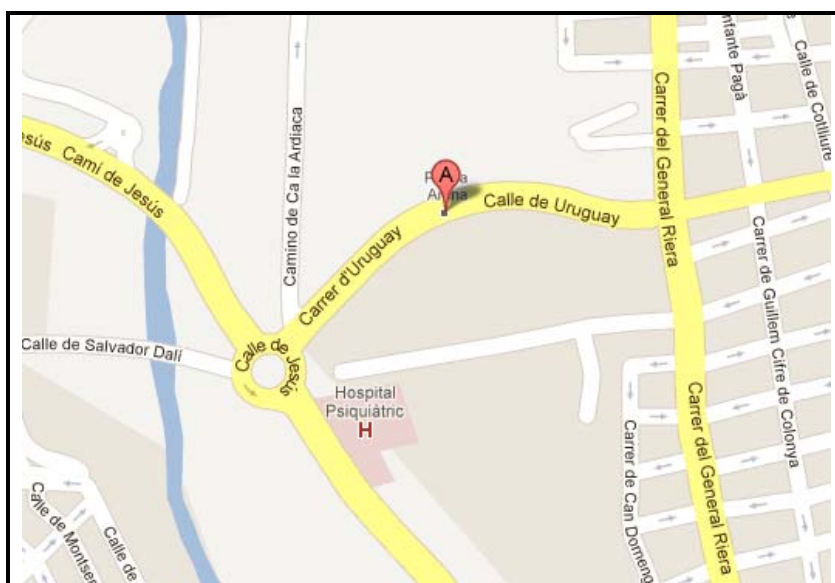 Camí de Jesús
Camino de Ca la Ardiaca
Carrer d'Uruguay
A
Calle de Uruguay
Carrer del General Riera
Calle de Cotlliure
Carrer de Guillem Cifre de Colonya
Calle de Salvador Dalí
Calle de Jesús
Hospital
Psiquiàtric
H
Carrer de Can Domeng
Carrer del General Riera
Calle de Montser
Calle de